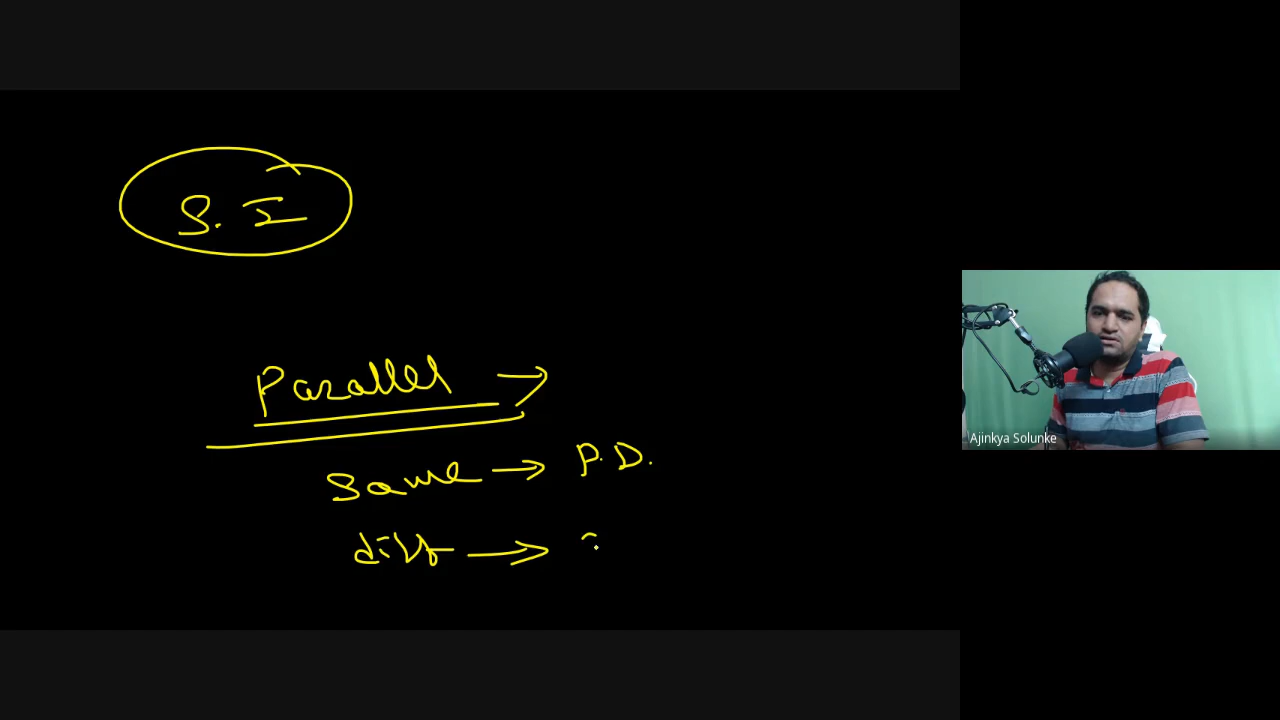 S. I
Parallel →
Same → P.D.
diff →
Ajinkya Solunke